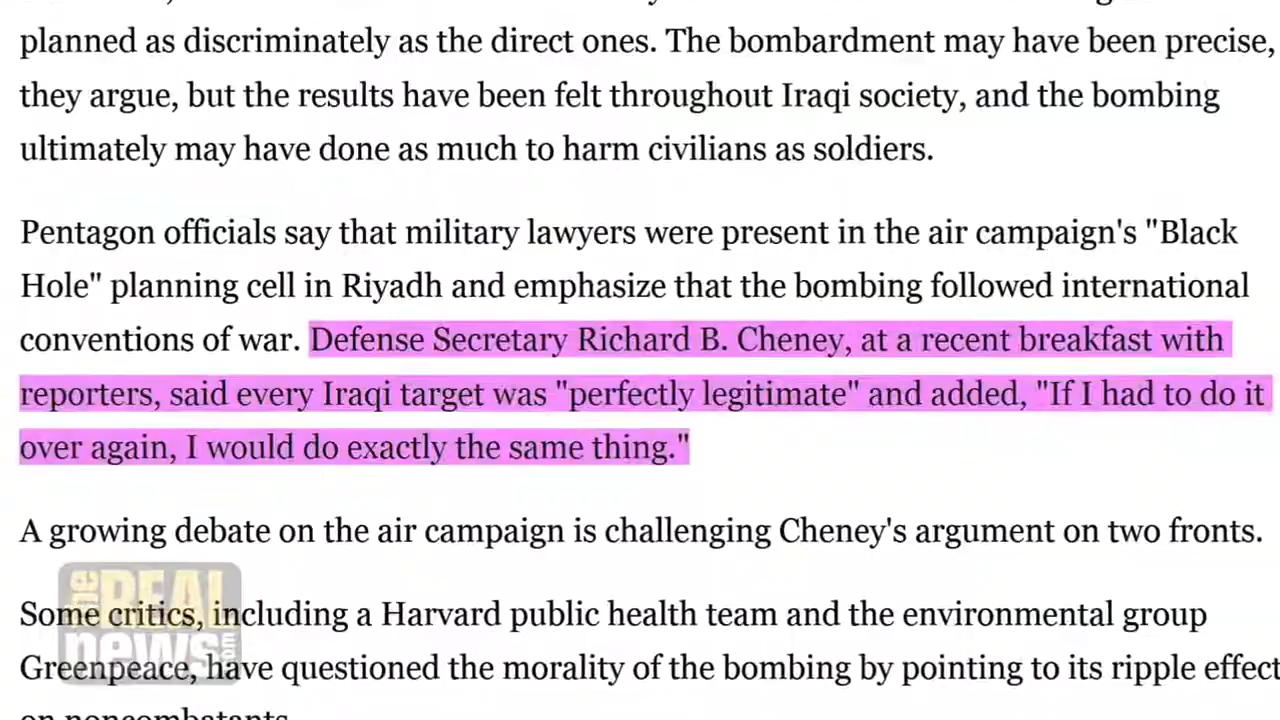 planned as discriminately as the direct ones. The bombardment may have been precise,
they argue, but the results have been felt throughout Iraqi society, and the bombing
ultimately may have done as much to harm civilians as soldiers.
Pentagon officials say that military lawyers were present in the air campaign's "Black
Hole" planning cell in Riyadh and emphasize that the bombing followed international
conventions of war. Defense Secretary Richard B. Cheney, at a recent breakfast with
reporters, said every Iraqi target was "perfectly legitimate" and added, "If I had to do it
over again, I would do exactly the same thing."
A growing debate on the air campaign is challenging Cheney's argument on two fronts.
Some critics, including a Harvard public health team and the environmental group
Greenpeace, have questioned the morality of the bombing by pointing to its ripple effect
on noncombatants.
the REAL
news.com